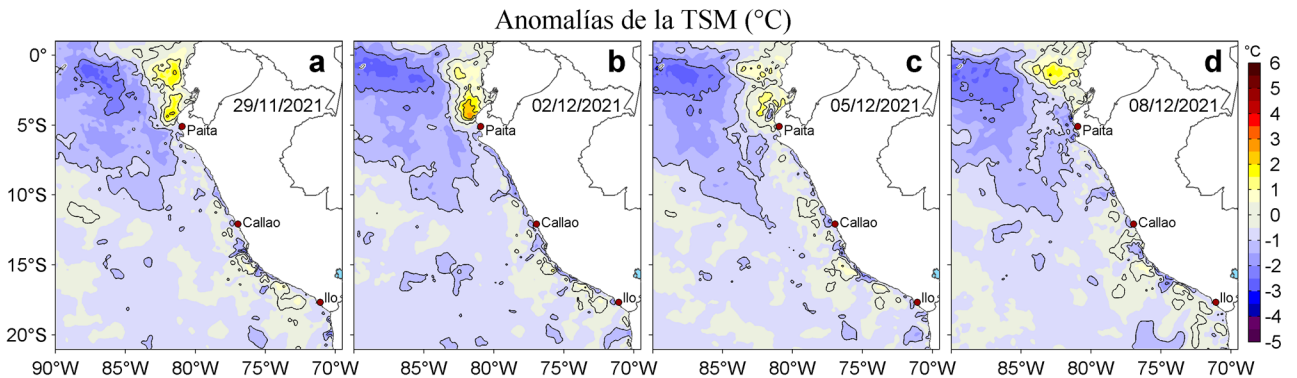 Anomalías de la TSM (°C)
a
29/11/2021
Paita
Callao
Ilo
b
02/12/2021
Paita
Callao
Ilo
c
05/12/2021
Paita
Callao
Ilo
d
08/12/2021
Paita
Callao
Ilo
0°
5°S
10°S
15°S
20°S
90°W 85°W 80°W 75°W 70°W
85°W 80°W 75°W 70°W
85°W 80°W 75°W 70°W
85°W 80°W 75°W 70°W
°C
6
5
4
3
2
1
0
-1
-2
-3
-4
-5